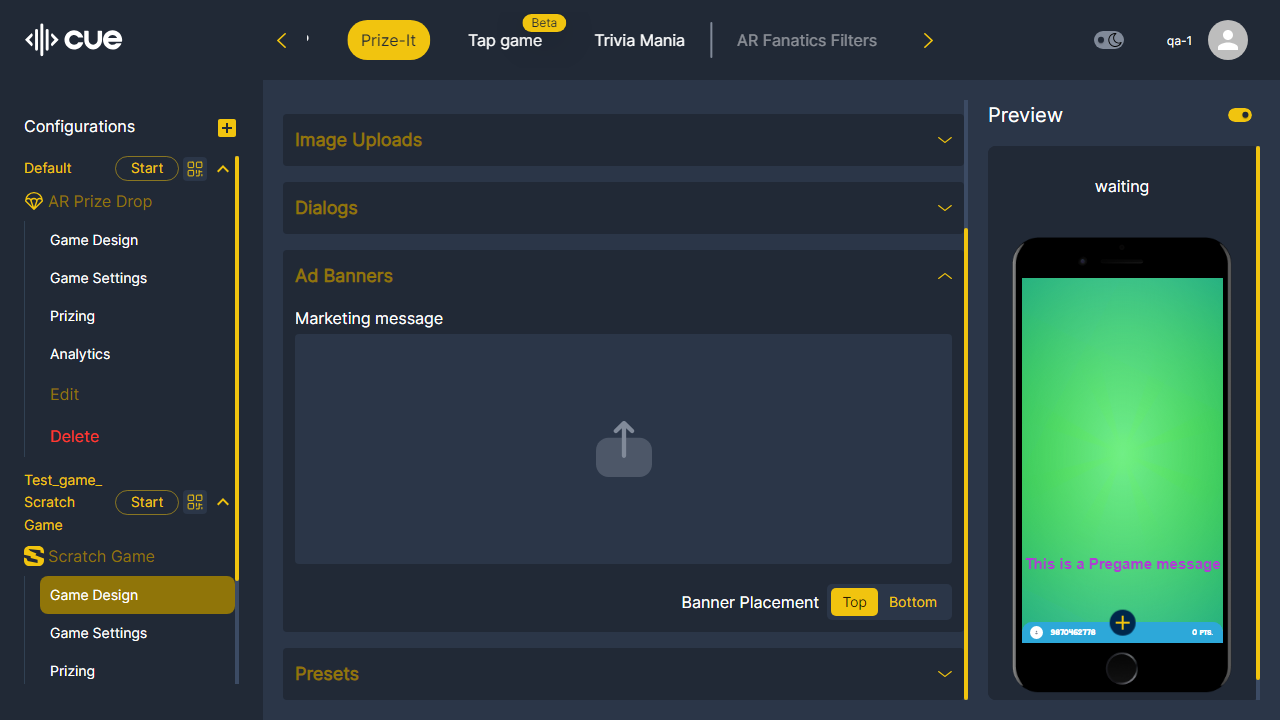 cue
Prize-It
Tap game
Beta
Trivia Mania
AR Fanatics Filters
qa-1
Configurations
Default
Start
AR Prize Drop
Game Design
Game Settings
Prizing
Analytics
Edit
Delete
Test_game_
Scratch
Game
Start
Scratch Game
Game Design
Game Settings
Prizing
Image Uploads
Dialogs
Ad Banners
Marketing message
Banner Placement
Top
Bottom
Presets
Preview
waiting
This is a Pregame message
9870462776
0 PTS.